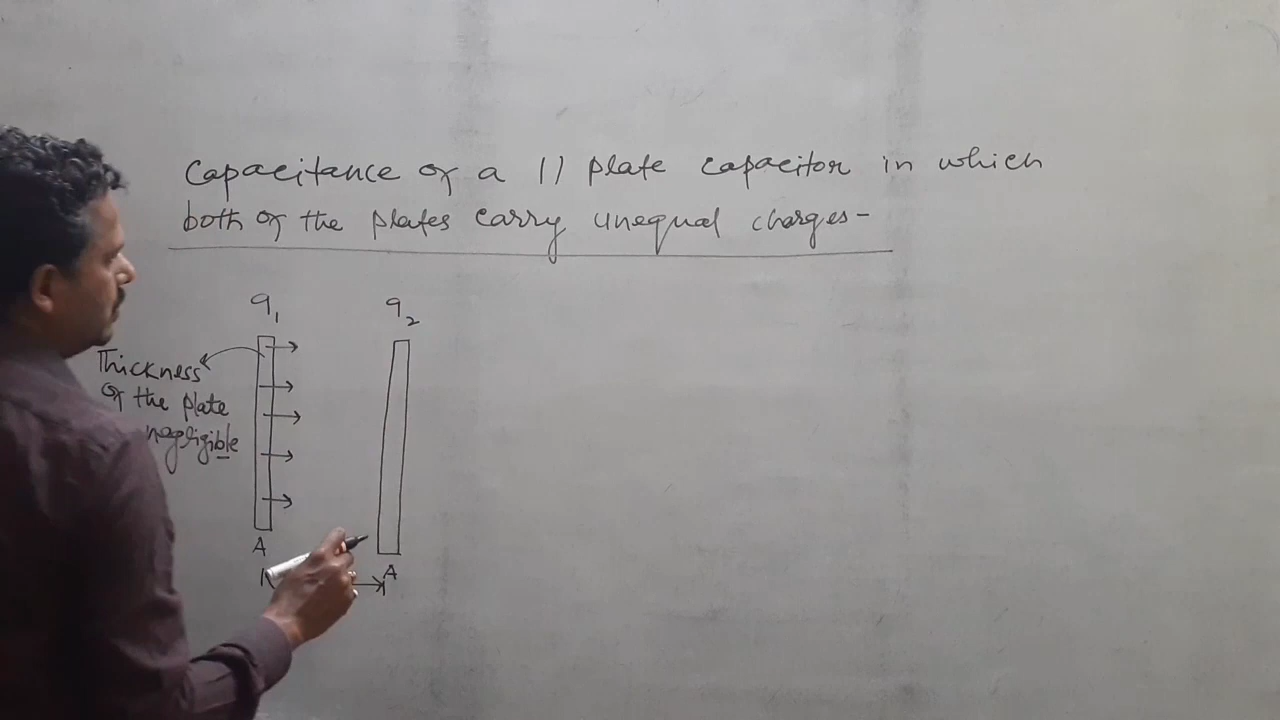 Capacitance of a || plate capacitor in which
both of the plates carry unequal charges-
q1 q2
Thickness
of the plate
negligible
A
A